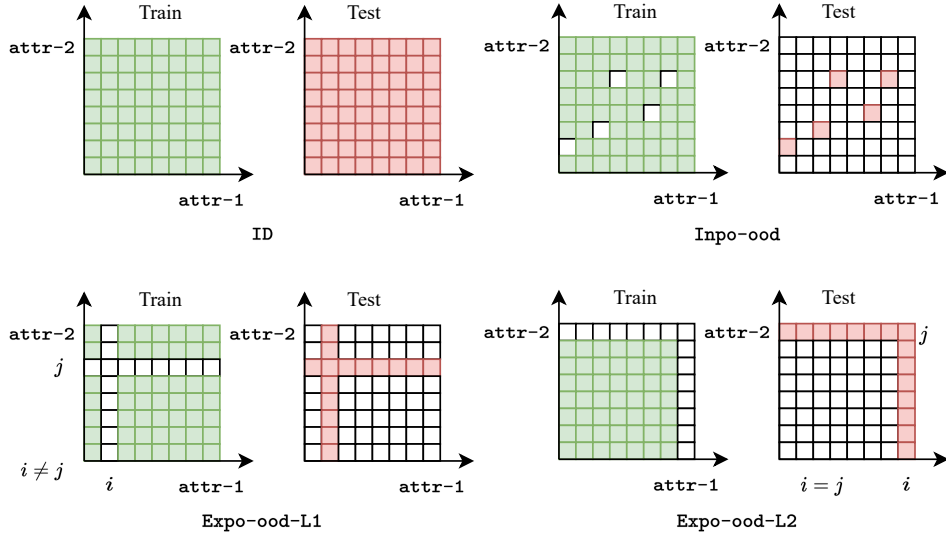 Train
Test
attr-2
attr-2
attr-1
attr-1
ID
Train
Test
attr-2
attr-2
attr-1
attr-1
Inpo-ood
Train
Test
attr-2
attr-2
j
i ≠ j
i
attr-1
attr-1
Expo-ood-L1
Train
Test
attr-2
attr-2
j
attr-1
i = j
i
Expo-ood-L2